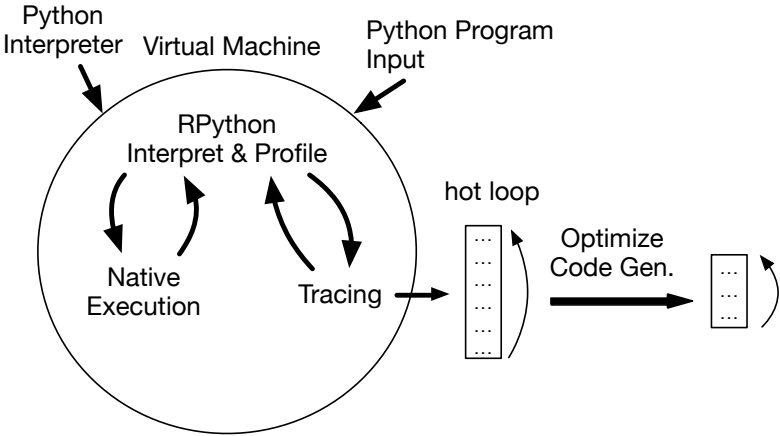 Python
Interpreter
Virtual Machine
Python Program
Input
RPython
Interpret & Profile
Native
Execution
Tracing
hot loop
...
...
...
...
...
...
Optimize
Code Gen.
...
...
...